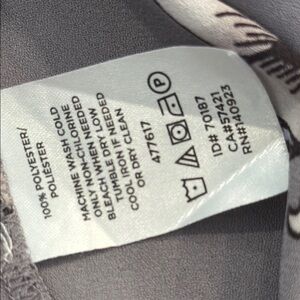 100% POLYESTER/
POLIÉSTER
MACHINE WASH COLD
ONLY NON-CHLORINE
BLEACH WHEN NEEDED
TUMBLE DRY LOW
COOL IRON IF NEEDED
OR DRY CLEAN
477617
P
ID# 70187
CA#57421
RN#140923